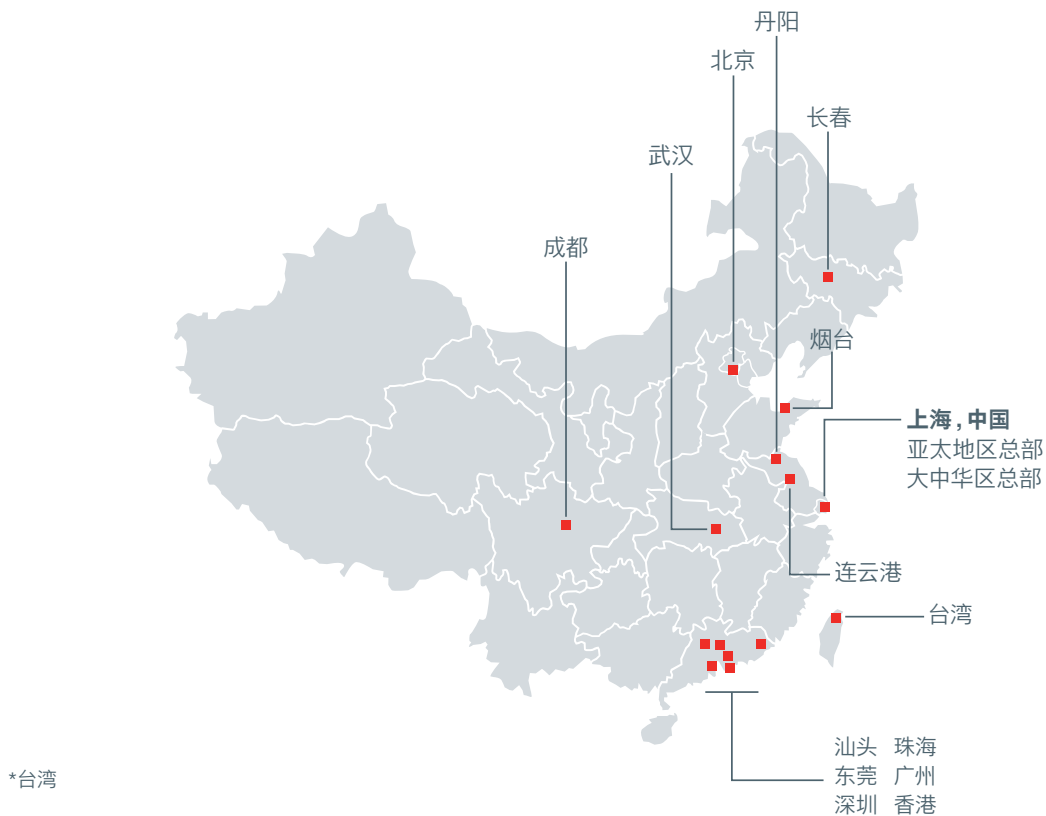 丹阳
北京
长春
武汉
成都
烟台
上海,中国
亚太地区总部
大中华区总部
连云港
台湾
汕头 珠海
东莞 广州
深圳 香港
*台湾